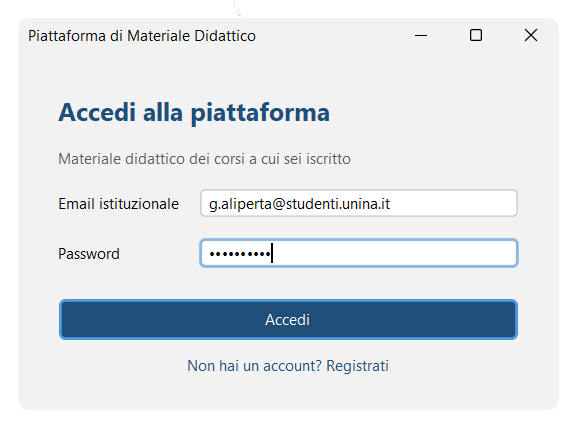 Piattaforma di Materiale Didattico
Accedi alla piattaforma
Materiale didattico dei corsi a cui sei iscritto
Email istituzionale g.aliperta@studenti.unina.it
Password ••••••••••
Accedi
Non hai un account? Registrati